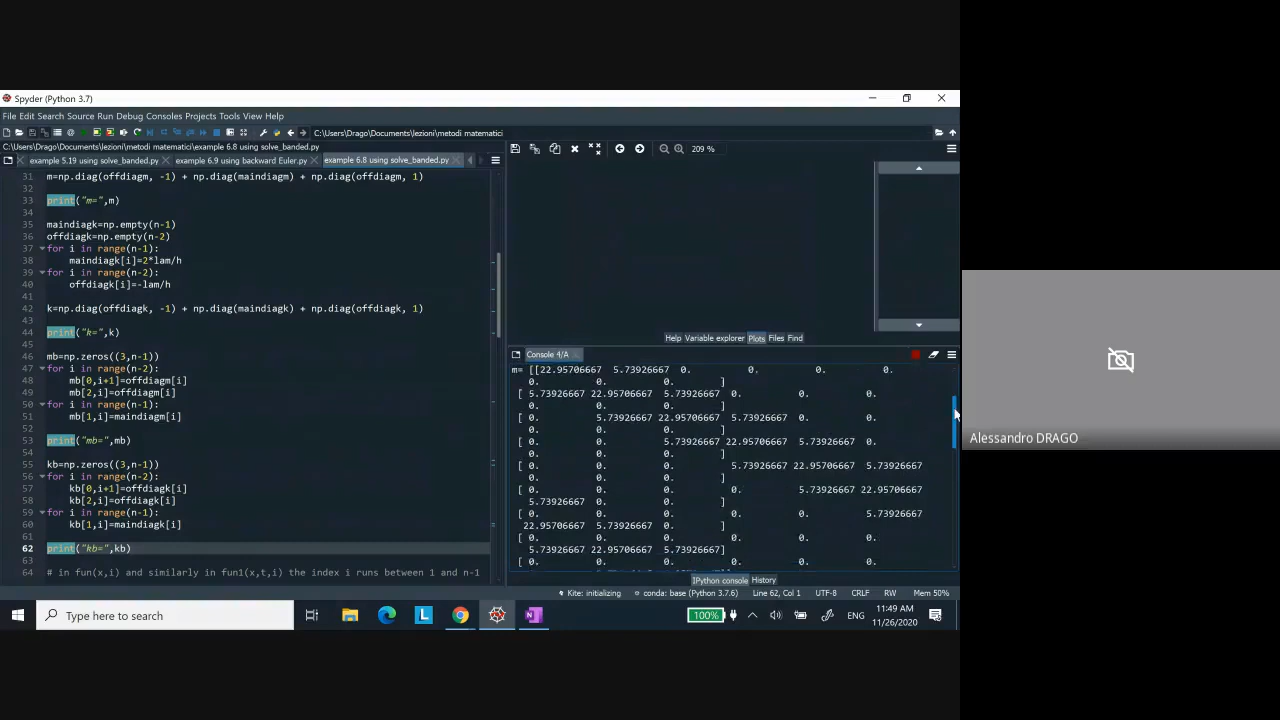 Spyder (Python 3.7)
File Edit Search Source Run Debug Consoles Projects Tools View Help
C:\Users\Drago\Documents\lezioni\metodi matematici
C:\Users\Drago\Documents\lezioni\metodi matematici\example 6.8 using solve_banded.py
example 5.19 using solve_banded.py
example 6.9 using backward Euler.py
example 6.8 using solve_banded.py
31 m=np.diag(offdiagm, -1) + np.diag(maindiagm) + np.diag(offdiagm, 1)
32
33 print("m=",m)
34
35 maindiagk=np.empty(n-1)
36 offdiagk=np.empty(n-2)
37 for i in range(n-1):
38 maindiagk[i]=2*lam/h
39 for i in range(n-2):
40 offdiagk[i]=-lam/h
41
42 k=np.diag(offdiagk, -1) + np.diag(maindiagk) + np.diag(offdiagk, 1)
43
44 print("k=",k)
45
46 mb=np.zeros((3,n-1))
47 for i in range(n-2):
48 mb[0,i+1]=offdiagm[i]
49 mb[2,i]=offdiagm[i]
50 for i in range(n-1):
51 mb[1,i]=maindiagm[i]
52
53 print("mb=",mb)
54
55 kb=np.zeros((3,n-1))
56 for i in range(n-2):
57 kb[0,i+1]=offdiagk[i]
58 kb[2,i]=offdiagk[i]
59 for i in range(n-1):
60 kb[1,i]=maindiagk[i]
61
62 print("kb=",kb)
63
64 # in fun(x,i) and similarly in fun1(x,t,i) the index i runs between 1 and n-1
209 %
Help Variable explorer Plots Files Find
Console 4/A
m= [[22.95706667 5.73926667 0. 0. 0. 0.
0. 0. 0. ]
[ 5.73926667 22.95706667 5.73926667 0. 0. 0.
0. 0. 0. ]
[ 0. 5.73926667 22.95706667 5.73926667 0. 0.
0. 0. 0. ]
[ 0. 0. 5.73926667 22.95706667 5.73926667 0.
0. 0. 0. ]
[ 0. 0. 0. 5.73926667 22.95706667 5.73926667
0. 0. 0. ]
[ 0. 0. 0. 0. 5.73926667 22.95706667
5.73926667 0. 0. ]
[ 0. 0. 0. 0. 0. 5.73926667
22.95706667 5.73926667 0. ]
[ 0. 0. 0. 0. 0. 0.
5.73926667 22.95706667 5.73926667]
[ 0. 0. 0. 0. 0. 0.
IPython console History
Kite: initializing conda: base (Python 3.7.6) Line 62, Col 1 UTF-8 CRLF RW Mem 50%
Type here to search
100%
ENG
11:49 AM
11/26/2020
Alessandro DRAGO